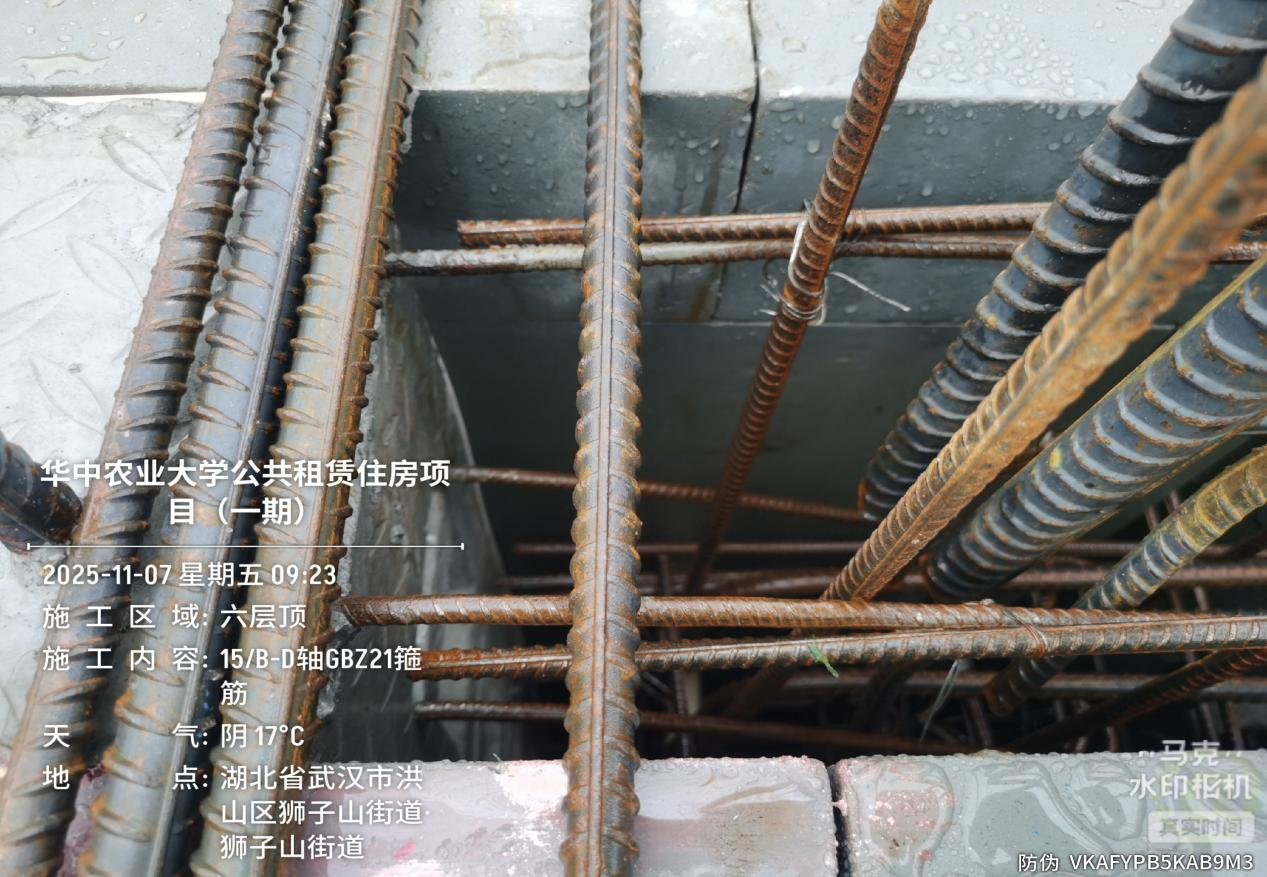 华中农业大学公共租赁住房项
目（一期）
2025-11-07 星期五 09:23
施工区域: 六层顶
施工内容: 15/B-D轴GBZ21箍
筋
天气: 阴 17°C
地点: 湖北省武汉市洪
山区狮子山街道·
狮子山街道
马克
水印相机
真实时间
防伪 VKAFYPB5KAB9M3